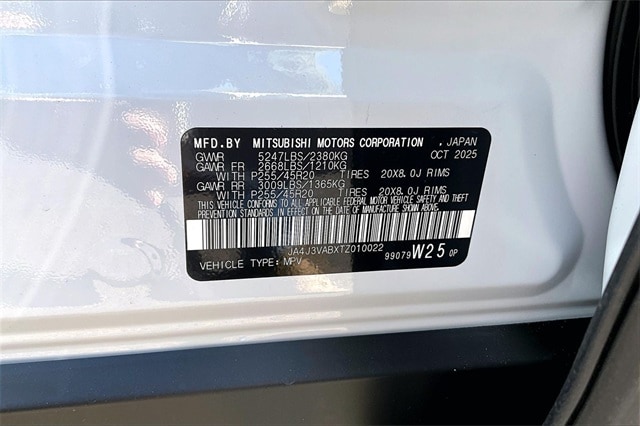 MFD.BY MITSUBISHI MOTORS CORPORATION , JAPAN
GVWR 5247LBS/2380KG OCT 2025
GAWR FR 2668LBS/1210KG
WITH P255/45R20 TIRES 20X8.0J RIMS
GAWR RR 3009LBS/1365KG
WITH P255/45R20 TIRES 20X8.0J RIMS
THIS VEHICLE CONFORMS TO ALL APPLICABLE FEDERAL MOTOR VEHICLE SAFETY AND THEFT
PREVENTION STANDARDS IN EFFECT ON THE DATE OF MANUFACTURE SHOWN ABOVE.
JA4J3VABXTZ010022
VEHICLE TYPE: MPV 99079 W25 OP